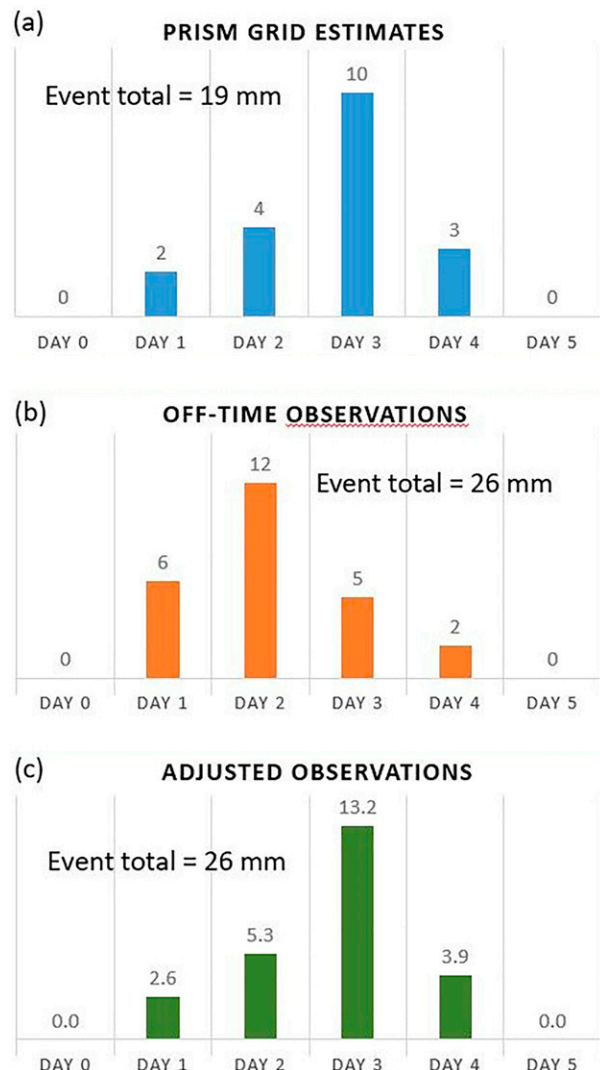 (a)
PRISM GRID ESTIMATES
Event total = 19 mm
10
4
3
2
0
0
DAY 0 DAY 1 DAY 2 DAY 3 DAY 4 DAY 5
(b)
OFF-TIME OBSERVATIONS
12
Event total = 26 mm
6
5
2
0
0
DAY 0 DAY 1 DAY 2 DAY 3 DAY 4 DAY 5
(c)
ADJUSTED OBSERVATIONS
13.2
Event total = 26 mm
5.3
3.9
2.6
0.0
0.0
DAY 0 DAY 1 DAY 2 DAY 3 DAY 4 DAY 5